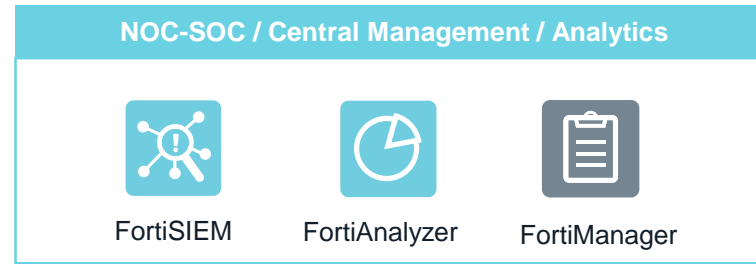 NOC-SOC / Central Management / Analytics
FortiSIEM
FortiAnalyzer
FortiManager